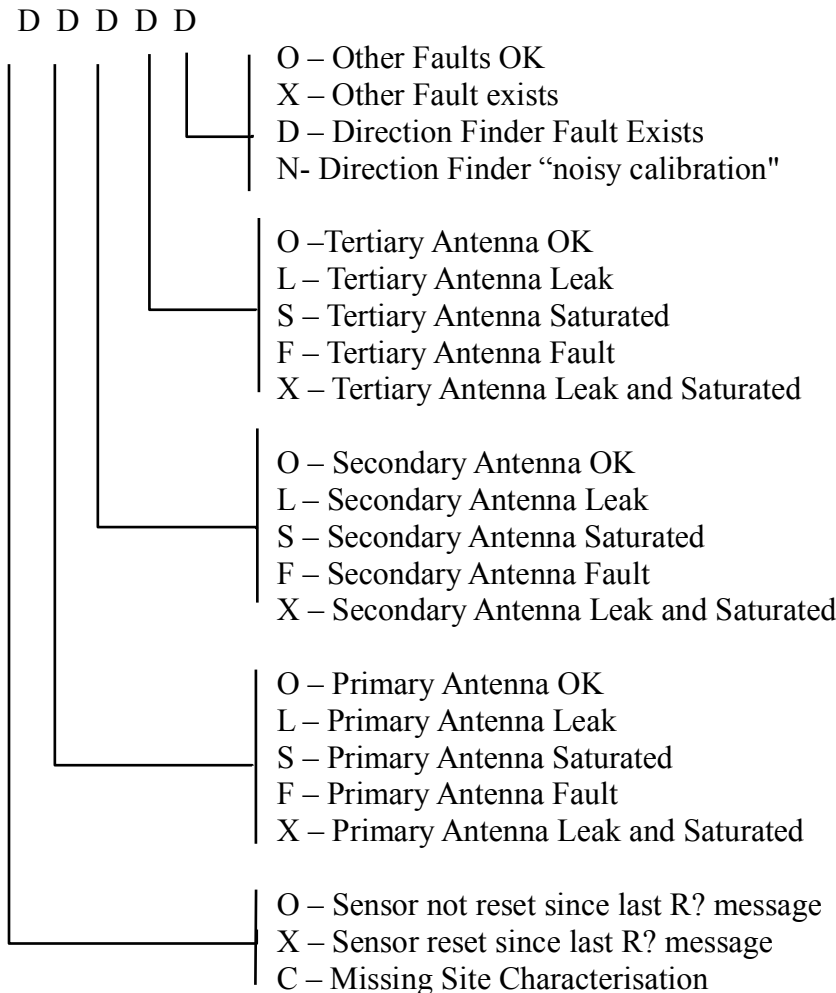 D D D D D
O – Other Faults OK
X – Other Fault exists
D – Direction Finder Fault Exists
N- Direction Finder “noisy calibration"
O –Tertiary Antenna OK
L – Tertiary Antenna Leak
S – Tertiary Antenna Saturated
F – Tertiary Antenna Fault
X – Tertiary Antenna Leak and Saturated
O – Secondary Antenna OK
L – Secondary Antenna Leak
S – Secondary Antenna Saturated
F – Secondary Antenna Fault
X – Secondary Antenna Leak and Saturated
O – Primary Antenna OK
L – Primary Antenna Leak
S – Primary Antenna Saturated
F – Primary Antenna Fault
X – Primary Antenna Leak and Saturated
O – Sensor not reset since last R? message
X – Sensor reset since last R? message
C – Missing Site Characterisation